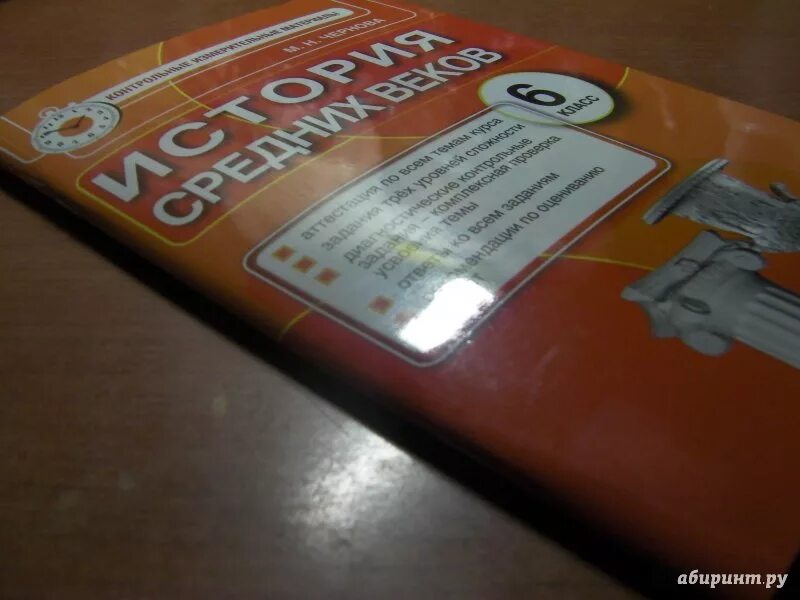 КОНТРОЛЬНЫЕ ИЗМЕРИТЕЛЬНЫЕ МАТЕРИАЛЫ
М. Н. ЧЕРНОВА
ИСТОРИЯ
СРЕДНИХ ВЕКОВ
6
КЛАСС
аттестация по всем темам курса
задания трёх уровней сложности
диагностические контрольные
задания – комплексная проверка
усвоения темы
ответы ко всем заданиям
по оцениванию
абиринт.ру